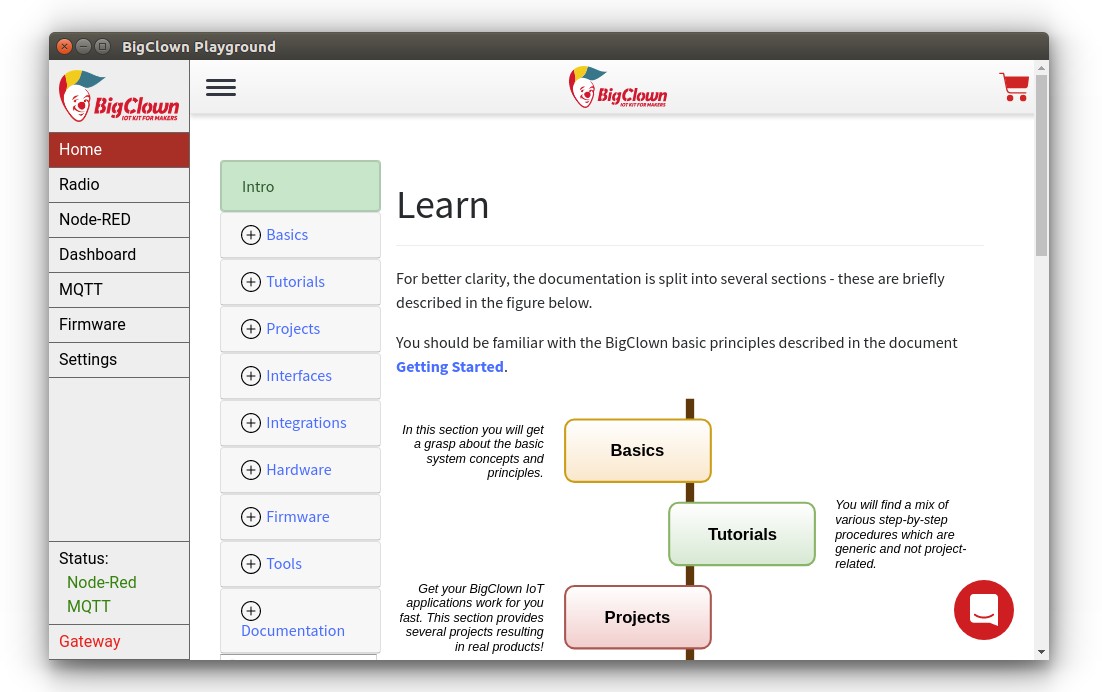 BigClown Playground
BigClown
IOT KIT FOR MAKERS
Home
Radio
Node-RED
Dashboard
MQTT
Firmware
Settings
Status:
Node-Red
MQTT
Gateway
BigClown
IOT KIT FOR MAKERS
Intro
Basics
Tutorials
Projects
Interfaces
Integrations
Hardware
Firmware
Tools
Documentation
Learn
For better clarity, the documentation is split into several sections - these are briefly
described in the figure below.
You should be familiar with the BigClown basic principles described in the document
Getting Started.
In this section you will get
a grasp about the basic
system concepts and
principles.
Basics
Tutorials
You will find a mix of
various step-by-step
procedures which are
generic and not project-
related.
Get your BigClown IoT
applications work for you
fast. This section provides
several projects resulting
in real products!
Projects